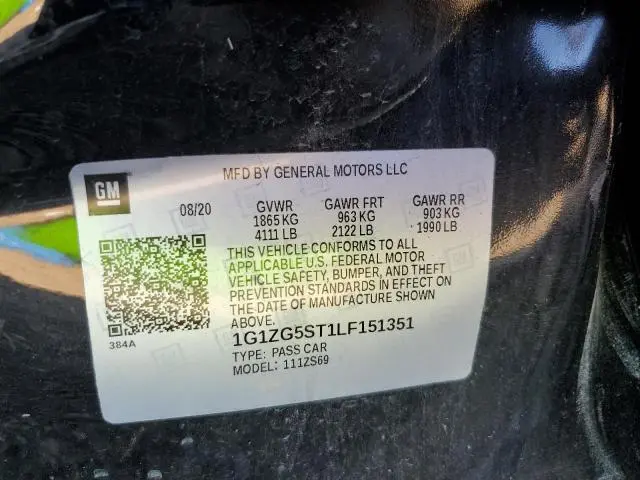 MFD BY GENERAL MOTORS LLC
GM
08/20 GVWR GAWR FRT GAWR RR
1865 KG 963 KG 903 KG
4111 LB 2122 LB 1990 LB
THIS VEHICLE CONFORMS TO ALL
APPLICABLE U.S. FEDERAL MOTOR
VEHICLE SAFETY, BUMPER, AND THEFT
PREVENTION STANDARDS IN EFFECT ON
THE DATE OF MANUFACTURE SHOWN
ABOVE.
384A
1G1ZG5ST1LF151351
TYPE: PASS CAR
MODEL: 111ZS69